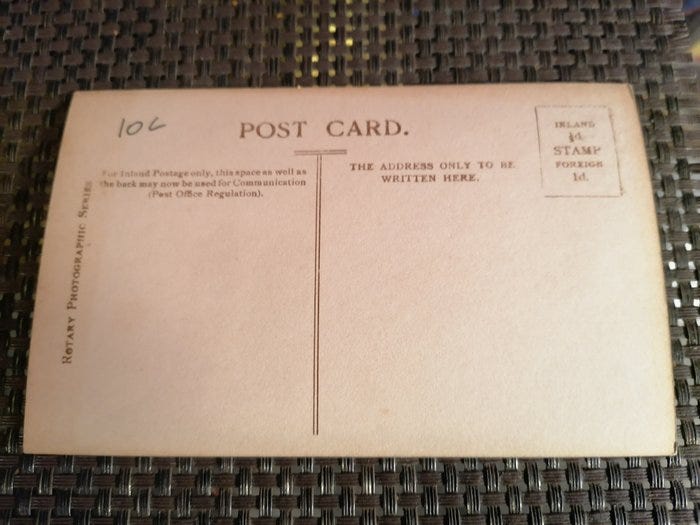 10L
POST CARD.
For Inland Postage only, this space as well as
the back may now be used for Communication
(Post Office Regulation).
THE ADDRESS ONLY TO BE
WRITTEN HERE.
INLAND
½d.
STAMP
FOREIGN
1d.
ROTARY PHOTOGRAPHIC SERIES